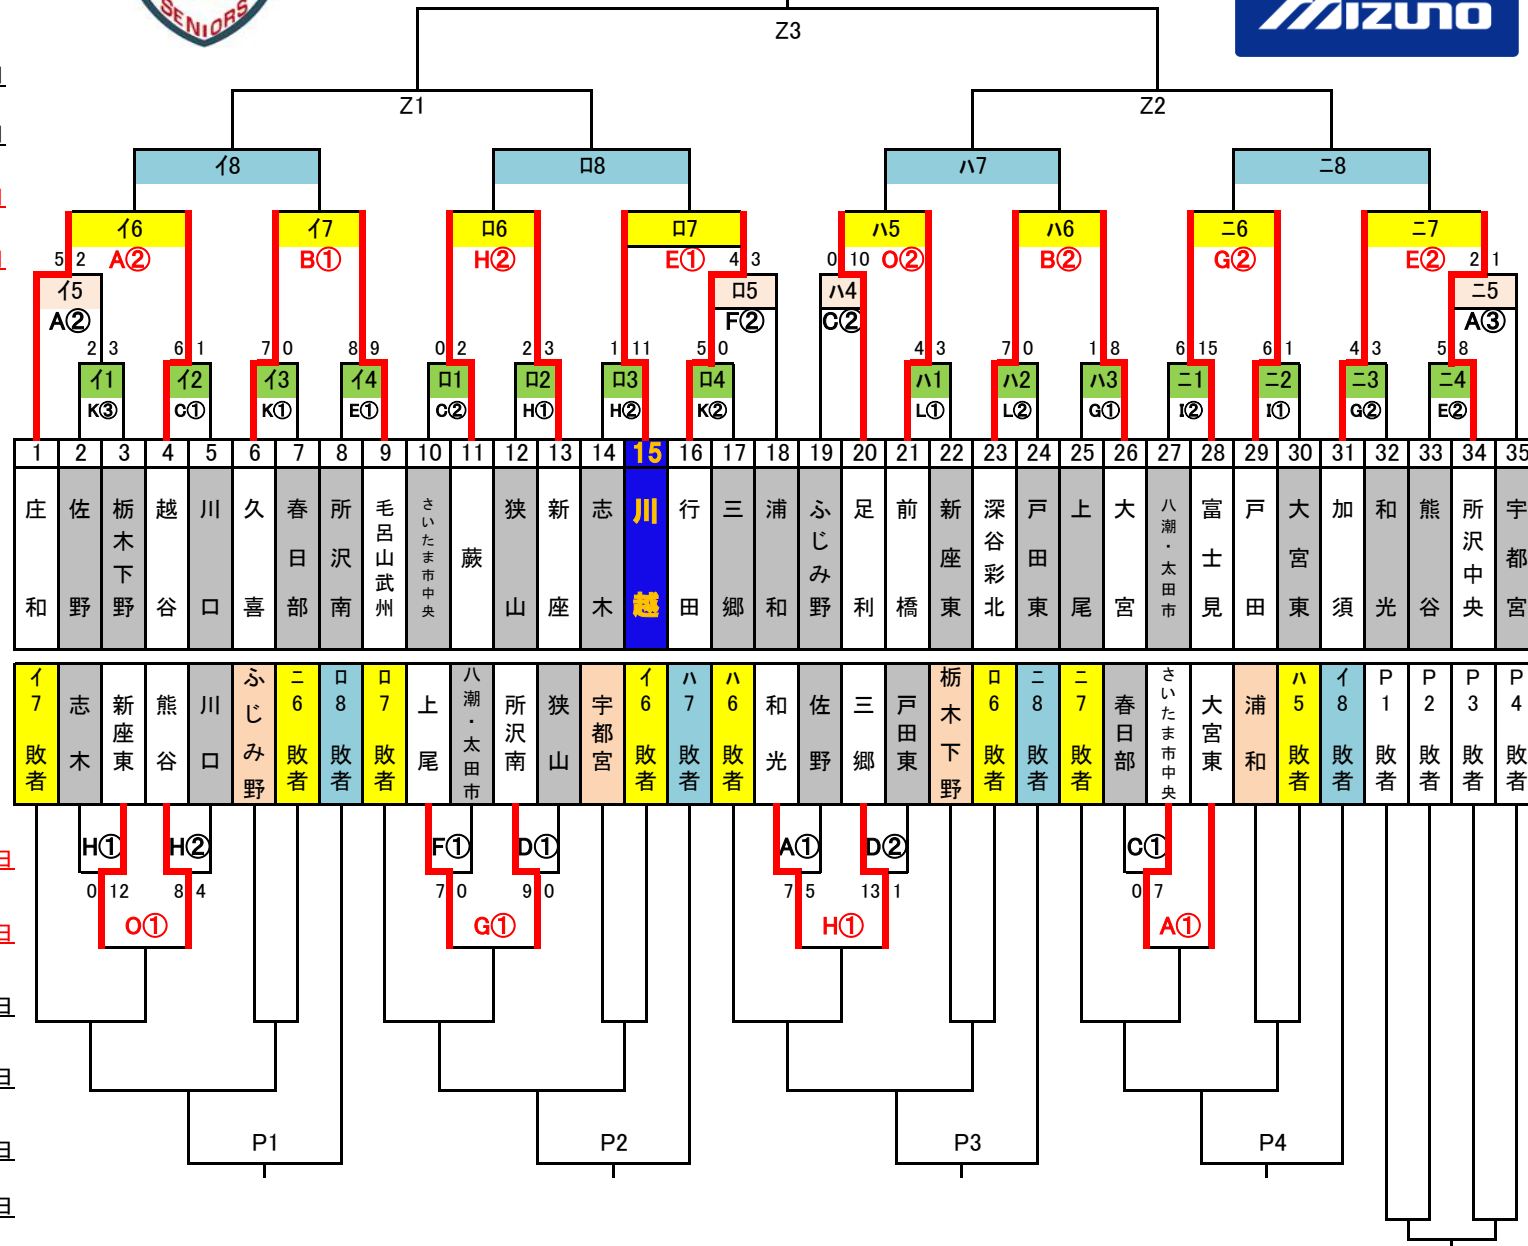 SENIORS
MIZUNO
Z3
Z1 Z2
イ8 ロ8 ハ7 ニ8
イ6 イ7 ロ6 ロ7 ハ5 ハ6 ニ6 ニ7
5 2 A② B① H② E① 4 3 0 10 O② B② G② E② 2 1
イ5 ロ5 ハ4 ニ5
A② F② C② A③
2 3 6 1 7 0 8 9 0 2 2 3 1 11 5 0 4 3 7 0 1 8 6 15 6 1 4 3 5 8
イ1 イ2 イ3 イ4 ロ1 ロ2 ロ3 ロ4 ハ1 ハ2 ハ3 ニ1 ニ2 ニ3 ニ4
K③ C① K① E① C② H① H② K② L① L② G① I② I① G② E②
1 2 3 4 5 6 7 8 9 10 11 12 13 14 15 16 17 18 19 20 21 22 23 24 25 26 27 28 29 30 31 32 33 34 35
庄和
佐野
栃木下野
越谷
川口
久喜
春日部
所沢南
毛呂山武州
さいたま市中央
蕨
狭山
新座
志木
川越
行田
三郷
浦和
ふじみ野
足利
前橋
新座東
深谷彩北
戸田東
上尾
大宮
八潮・太田市
富士見
戸田
大宮東
加須
和光
熊谷
所沢中央
宇都宮
イ7敗者
志木
新座東
熊谷
川口
ふじみ野
ニ6敗者
ロ8敗者
ロ7敗者
上尾
八潮・太田市
所沢南
狭山
宇都宮
イ6敗者
ハ7敗者
ハ6敗者
和光
佐野
三郷
戸田東
栃木下野
ロ6敗者
ニ8敗者
ニ7敗者
春日部
さいたま市中央
大宮東
浦和
ハ5敗者
イ8敗者
P1敗者
P2敗者
P3敗者
P4敗者
H① H② F① D① A① D② C①
0 12 8 4 7 0 9 0 7 5 13 1 0 7
O① G① H① A①
P1 P2 P3 P4